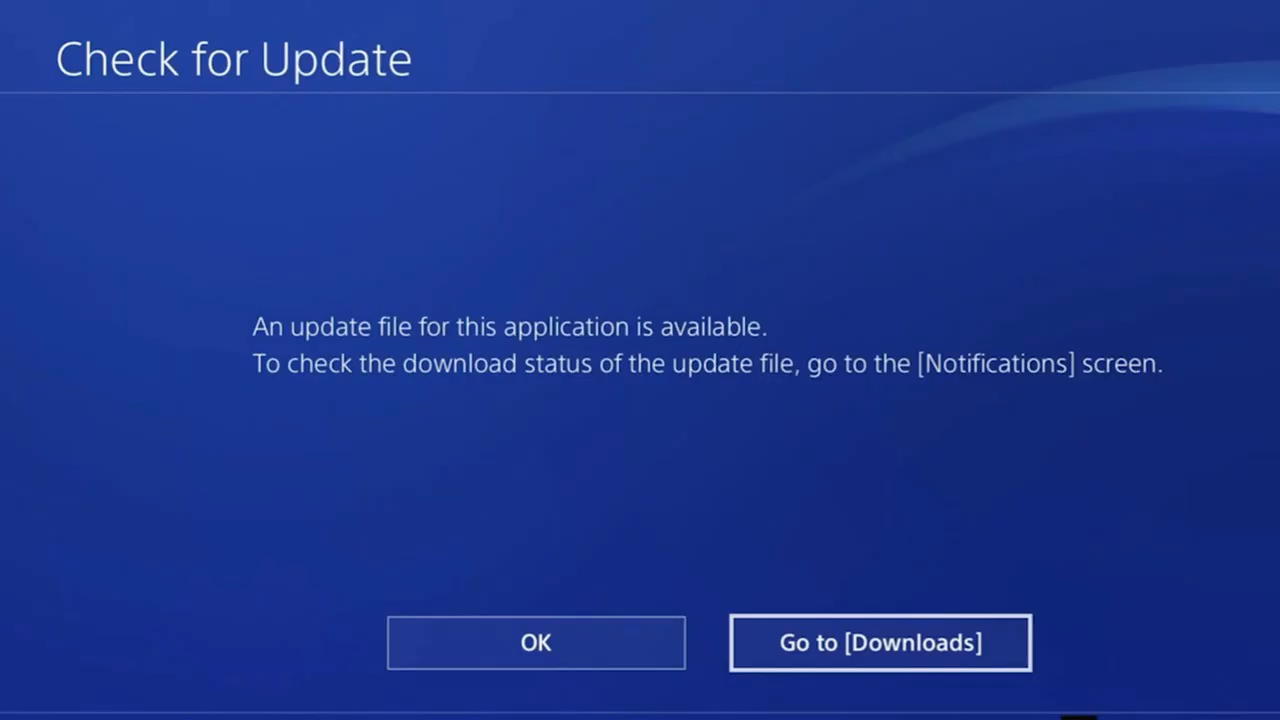 Check for Update
An update file for this application is available.
To check the download status of the update file, go to the [Notifications] screen.
OK
Go to [Downloads]